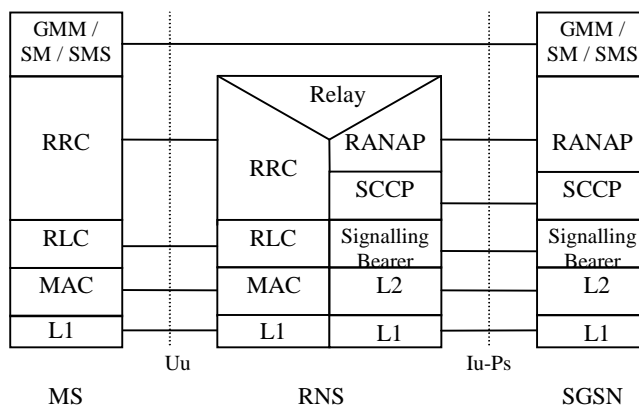 GMM /
SM / SMS
GMM /
SM / SMS
Relay
RRC
RRC
RANAP
RANAP
SCCP
SCCP
RLC
RLC
Signalling
Bearer
Signalling
Bearer
MAC
MAC
L2
L2
L1
L1
L1
L1
Uu
Iu-Ps
MS
RNS
SGSN